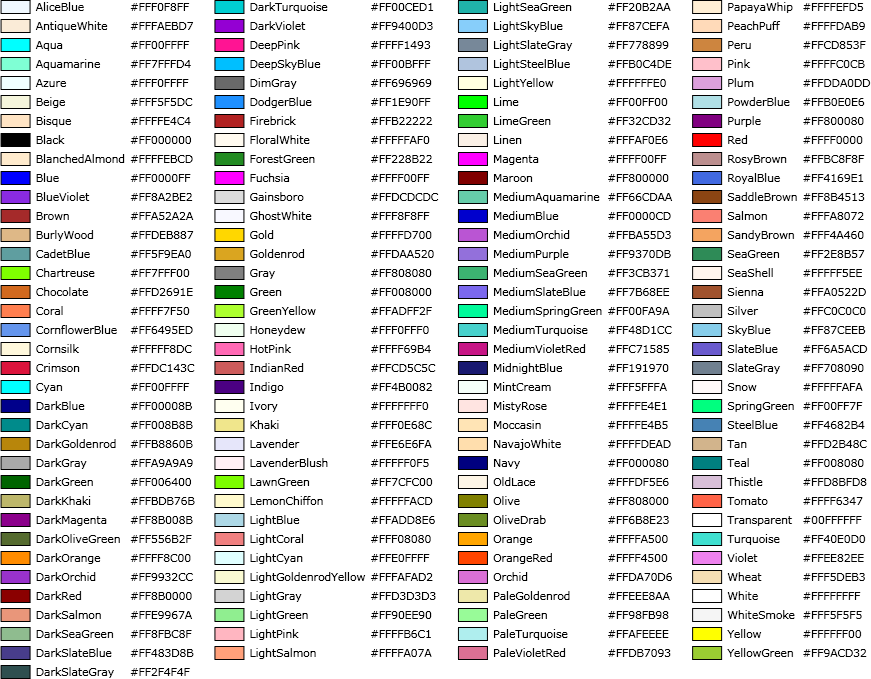 AliceBlue #FFF0F8FF
AntiqueWhite #FFFAEBD7
Aqua #FF00FFFF
Aquamarine #FF7FFFD4
Azure #FFF0FFFF
Beige #FFF5F5DC
Bisque #FFFFE4C4
Black #FF000000
BlanchedAlmond #FFFFEBCD
Blue #FF0000FF
BlueViolet #FF8A2BE2
Brown #FFA52A2A
BurlyWood #FFDEB887
CadetBlue #FF5F9EA0
Chartreuse #FF7FFF00
Chocolate #FFD2691E
Coral #FFFF7F50
CornflowerBlue #FF6495ED
Cornsilk #FFFFF8DC
Crimson #FFDC143C
Cyan #FF00FFFF
DarkBlue #FF00008B
DarkCyan #FF008B8B
DarkGoldenrod #FFB8860B
DarkGray #FFA9A9A9
DarkGreen #FF006400
DarkKhaki #FFBDB76B
DarkMagenta #FF8B008B
DarkOliveGreen #FF556B2F
DarkOrange #FFFF8C00
DarkOrchid #FF9932CC
DarkRed #FF8B0000
DarkSalmon #FFE9967A
DarkSeaGreen #FF8FBC8F
DarkSlateBlue #FF483D8B
DarkSlateGray #FF2F4F4F
DarkTurquoise #FF00CED1
DarkViolet #FF9400D3
DeepPink #FFFF1493
DeepSkyBlue #FF00BFFF
DimGray #FF696969
DodgerBlue #FF1E90FF
Firebrick #FFB22222
FloralWhite #FFFFFAF0
ForestGreen #FF228B22
Fuchsia #FFFF00FF
Gainsboro #FFDCDCDC
GhostWhite #FFF8F8FF
Gold #FFFFD700
Goldenrod #FFDAA520
Gray #FF808080
Green #FF008000
GreenYellow #FFADFF2F
Honeydew #FFF0FFF0
HotPink #FFFF69B4
IndianRed #FFCD5C5C
Indigo #FF4B0082
Ivory #FFFFFFF0
Khaki #FFF0E68C
Lavender #FFE6E6FA
LavenderBlush #FFFFF0F5
LawnGreen #FF7CFC00
LemonChiffon #FFFFFACD
LightBlue #FFADD8E6
LightCoral #FFF08080
LightCyan #FFE0FFFF
LightGoldenrodYellow #FFFAFAD2
LightGray #FFD3D3D3
LightGreen #FF90EE90
LightPink #FFFFB6C1
LightSalmon #FFFFA07A
LightSeaGreen #FF20B2AA
LightSkyBlue #FF87CEFA
LightSlateGray #FF778899
LightSteelBlue #FFB0C4DE
LightYellow #FFFFFFE0
Lime #FF00FF00
LimeGreen #FF32CD32
Linen #FFFAF0E6
Magenta #FFFF00FF
Maroon #FF800000
MediumAquamarine #FF66CDAA
MediumBlue #FF0000CD
MediumOrchid #FFBA55D3
MediumPurple #FF9370DB
MediumSeaGreen #FF3CB371
MediumSlateBlue #FF7B68EE
MediumSpringGreen #FF00FA9A
MediumTurquoise #FF48D1CC
MediumVioletRed #FFC71585
MidnightBlue #FF191970
MintCream #FFF5FFFA
MistyRose #FFFFE4E1
Moccasin #FFFFE4B5
NavajoWhite #FFFFDEAD
Navy #FF000080
OldLace #FFFDF5E6
Olive #FF808000
OliveDrab #FF6B8E23
Orange #FFFFA500
OrangeRed #FFFF4500
Orchid #FFDA70D6
PaleGoldenrod #FFEEE8AA
PaleGreen #FF98FB98
PaleTurquoise #FFAFEEEE
PaleVioletRed #FFDB7093
PapayaWhip #FFFFEFD5
PeachPuff #FFFFDAB9
Peru #FFCD853F
Pink #FFFFC0CB
Plum #FFDDA0DD
PowderBlue #FFB0E0E6
Purple #FF800080
Red #FFFF0000
RosyBrown #FFBC8F8F
RoyalBlue #FF4169E1
SaddleBrown #FF8B4513
Salmon #FFFA8072
SandyBrown #FFF4A460
SeaGreen #FF2E8B57
SeaShell #FFFFF5EE
Sienna #FFA0522D
Silver #FFC0C0C0
SkyBlue #FF87CEEB
SlateBlue #FF6A5ACD
SlateGray #FF708090
Snow #FFFFFAFA
SpringGreen #FF00FF7F
SteelBlue #FF4682B4
Tan #FFD2B48C
Teal #FF008080
Thistle #FFD8BFD8
Tomato #FFFF6347
Transparent #00FFFFFF
Turquoise #FF40E0D0
Violet #FFEE82EE
Wheat #FFF5DEB3
White #FFFFFFFF
WhiteSmoke #FFF5F5F5
Yellow #FFFFFF00
YellowGreen #FF9ACD32